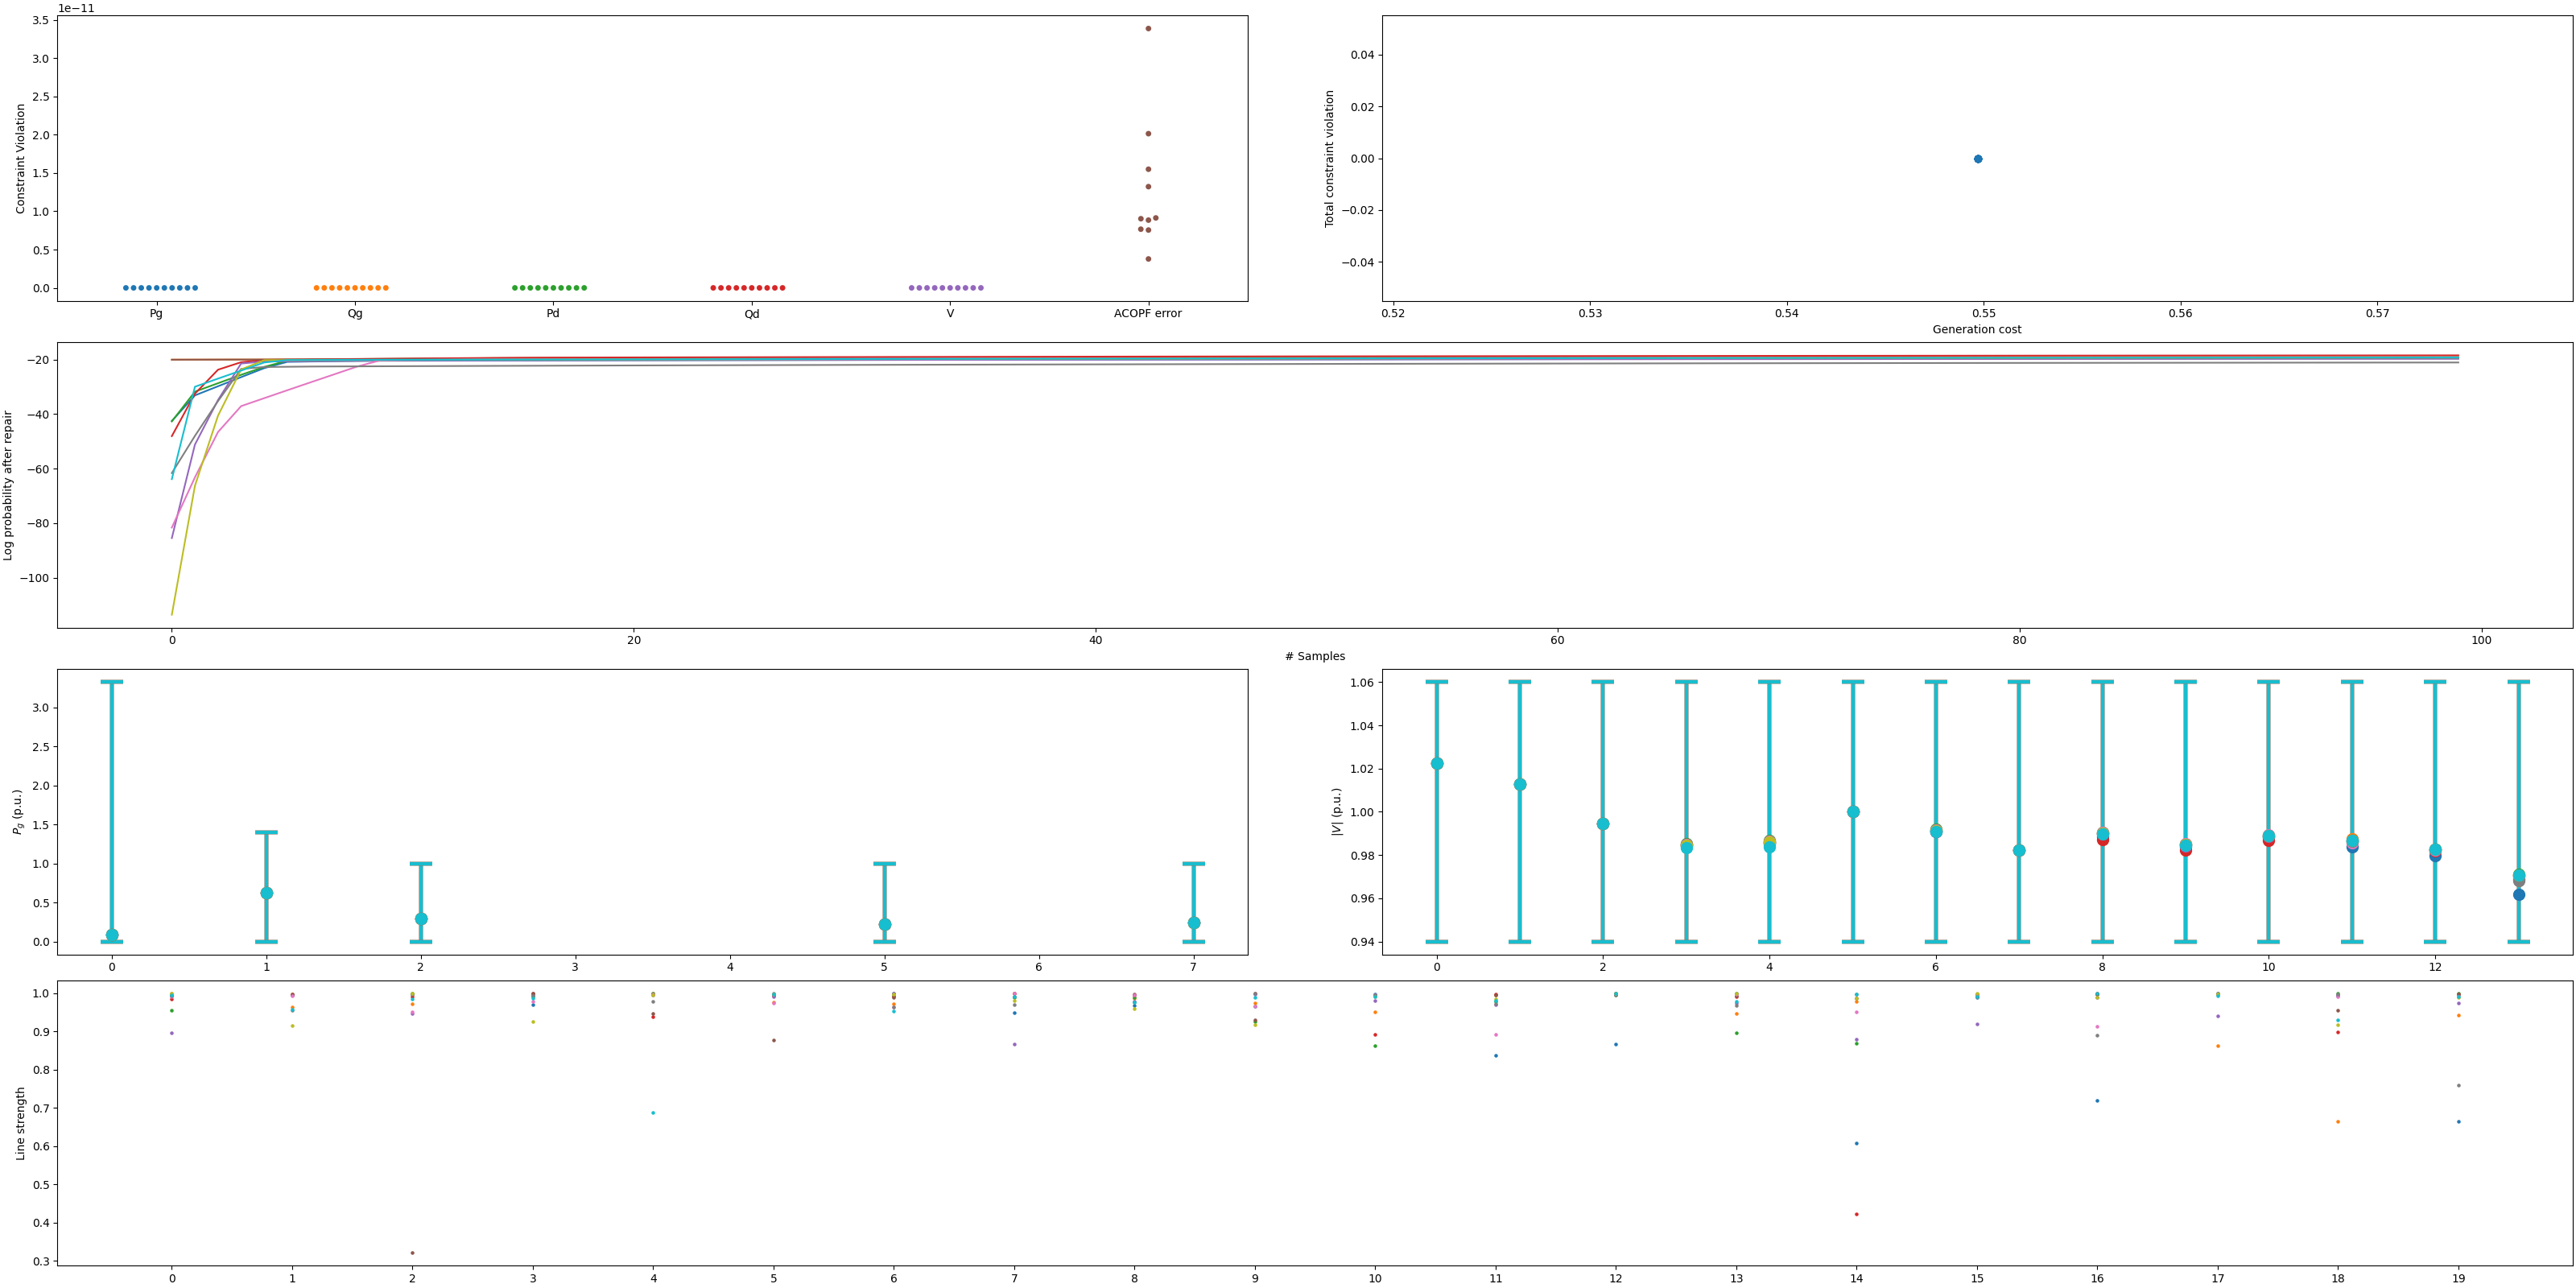 1e−11
3.5
3.0
2.5
2.0
1.5
1.0
0.5
0.0
Constraint Violation
Pg Qg Pd Qd V ACOPF error
0.04
0.02
0.00
−0.02
−0.04
Total constraint violation
0.52 0.53 0.54 0.55 0.56 0.57
Generation cost
−20
−40
−60
−80
−100
Log probability after repair
0 20 40 60 80 100
# Samples
3.0
2.5
2.0
1.5
1.0
0.5
0.0
Pg (p.u.)
0 1 2 3 4 5 6 7
1.06
1.04
1.02
1.00
0.98
0.96
0.94
|V| (p.u.)
0 2 4 6 8 10 12
1.0
0.9
0.8
0.7
0.6
0.5
0.4
0.3
Line strength
0 1 2 3 4 5 6 7 8 9 10 11 12 13 14 15 16 17 18 19